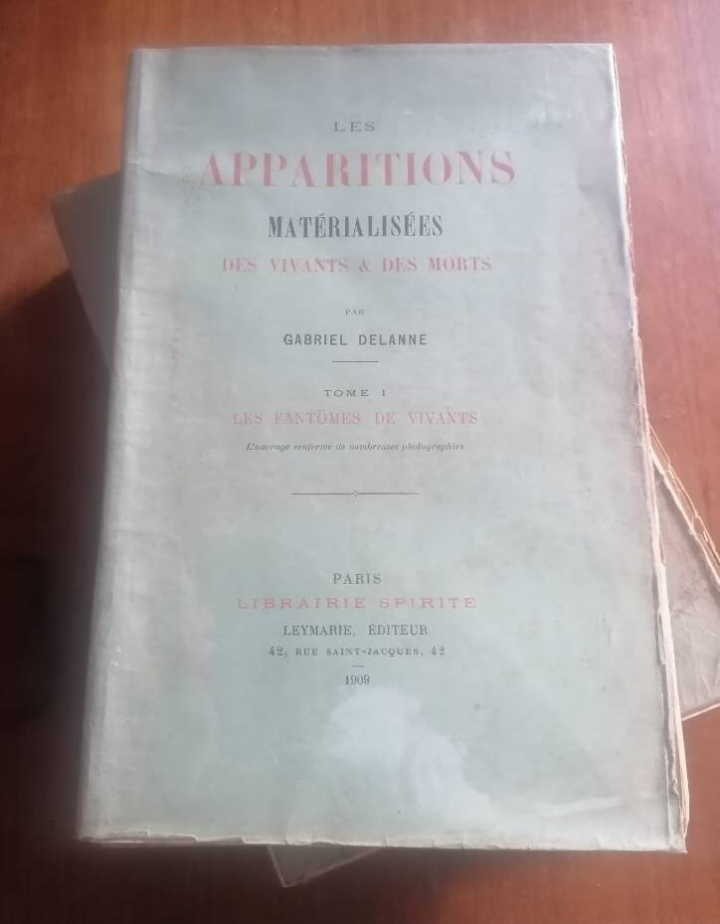 LES
APPARITIONS
MATÉRIALISÉES
DES VIVANTS & DES MORTS
PAR
GABRIEL DELANNE
TOME I
LES FANTÔMES DE VIVANTS
L'ouvrage renferme de nombreuses photographies
PARIS
LIBRAIRIE SPIRITE
LEYMARIE, ÉDITEUR
42, RUE SAINT-JACQUES, 42
1909